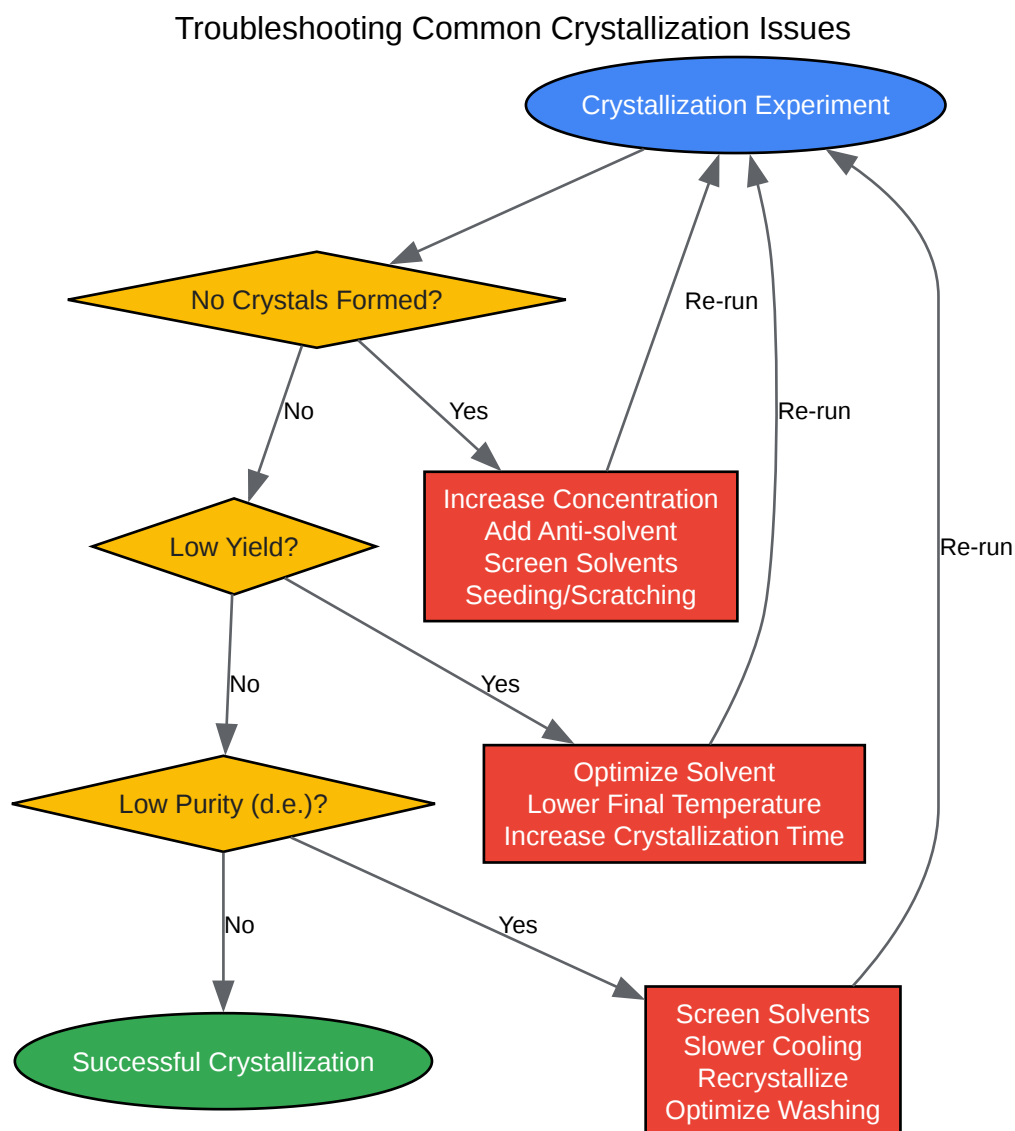 Troubleshooting Common Crystallization Issues
Crystallization Experiment
No Crystals Formed?
Re-run
No
Yes
Re-run
Increase Concentration
Add Anti-solvent
Screen Solvents
Seeding/Scratching
Low Yield?
Re-run
No
Yes
Optimize Solvent
Lower Final Temperature
Increase Crystallization Time
Low Purity (d.e.)?
No
Yes
Screen Solvents
Slower Cooling
Recrystallize
Optimize Washing
Successful Crystallization